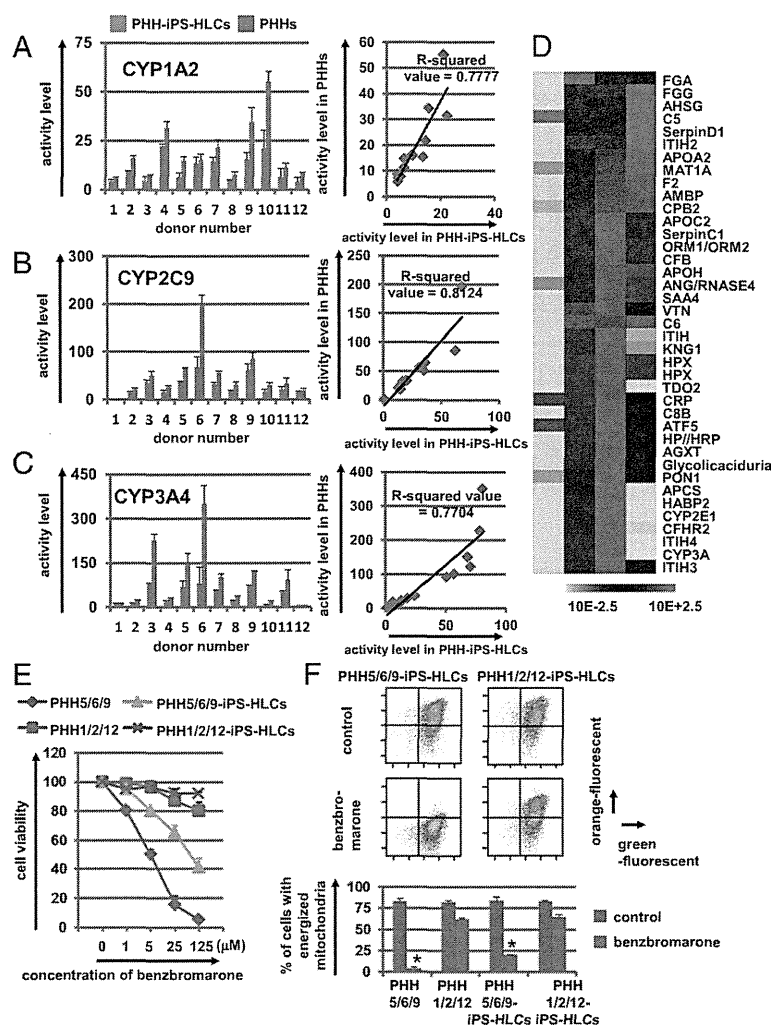 PHH-iPS-HLCs PHHs
A
CYP1A2
activity level
75
50
25
0
1 2 3 4 5 6 7 8 9 10 11 12
donor number
activity level in PHHs
60
50
40
30
20
10
0
R-squared
value = 0.7777
0 20 40
activity level in PHH-iPS-HLCs
B
CYP2C9
activity level
300
200
100
0
1 2 3 4 5 6 7 8 9 10 11 12
donor number
activity level in PHHs
250
200
150
100
50
0
R-squared
value = 0.8124
0 50 100
activity level in PHH-iPS-HLCs
C
CYP3A4
activity level
450
300
150
0
1 2 3 4 5 6 7 8 9 10 11 12
donor number
activity level in PHHs
400
300
200
100
0
R-squared value
= 0.7704
0 50 100
activity level in PHH-iPS-HLCs
D
FGA
FGG
AHSG
C5
SerpinD1
ITIH2
APOA2
MAT1A
F2
AMBP
CPB2
APOC2
SerpinC1
ORM1/ORM2
CFB
APOH
ANG/RNASE4
SAA4
VTN
C6
ITIH
KNG1
HPX
HPX
TDO2
CRP
C8B
ATF5
HP//HRP
AGXT
Glycolicaciduria
PON1
APCS
HABP2
CYP2E1
CFHR2
ITIH4
CYP3A
ITIH3
10E-2.5 10E+2.5
E
PHH5/6/9 PHH5/6/9-iPS-HLCs
PHH1/2/12 PHH1/2/12-iPS-HLCs
cell viability
120
100
80
60
40
20
0
0 1 5 25 125 (μM)
concentration of benzbromarone
F
PHH5/6/9-iPS-HLCs PHH1/2/12-iPS-HLCs
control
benzbro-
marone
orange-fluorescent
green
-fluorescent
% of cells with
energized
mitochondria
100
75
50
25
0
* *
control
benzbromarone
PHH
5/6/9
PHH
1/2/12
PHH
5/6/9-
iPS-HLCs
PHH
1/2/12-
iPS-HLCs